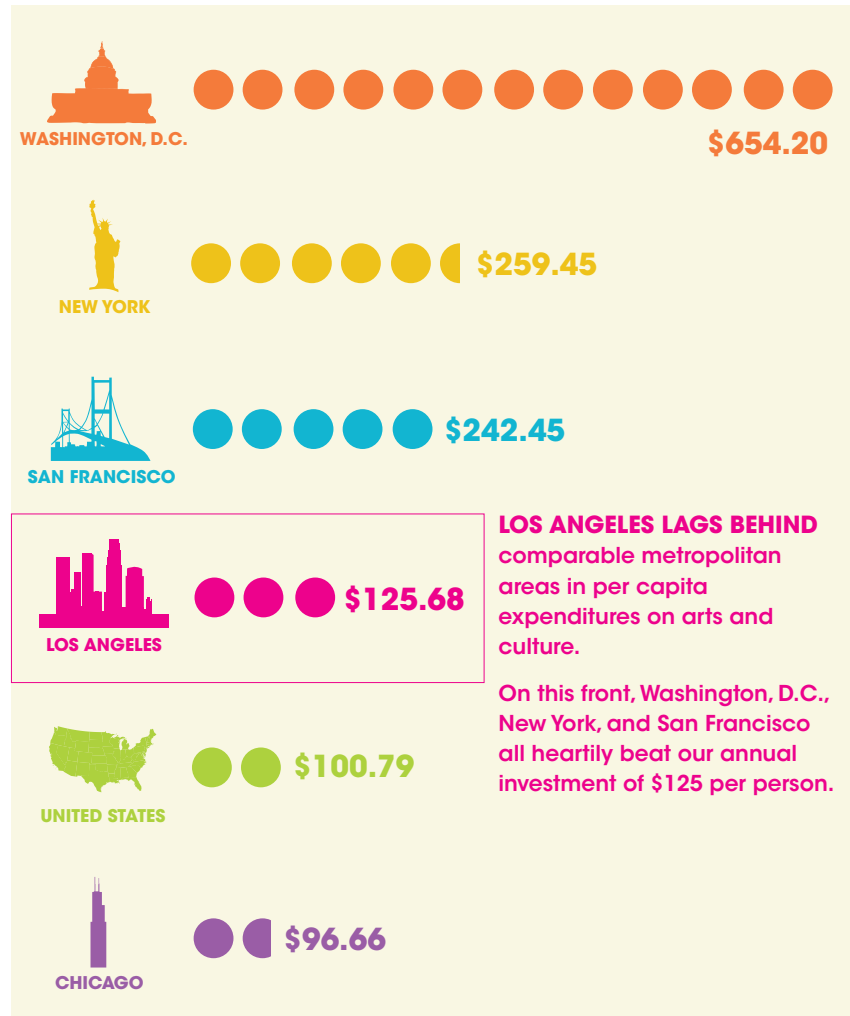 WASHINGTON, D.C.
$654.20
NEW YORK
$259.45
SAN FRANCISCO
$242.45
LOS ANGELES
$125.68
LOS ANGELES LAGS BEHIND
comparable metropolitan
areas in per capita
expenditures on arts and
culture.
On this front, Washington, D.C.,
New York, and San Francisco
all heartily beat our annual
investment of $125 per person.
UNITED STATES
$100.79
CHICAGO
$96.66